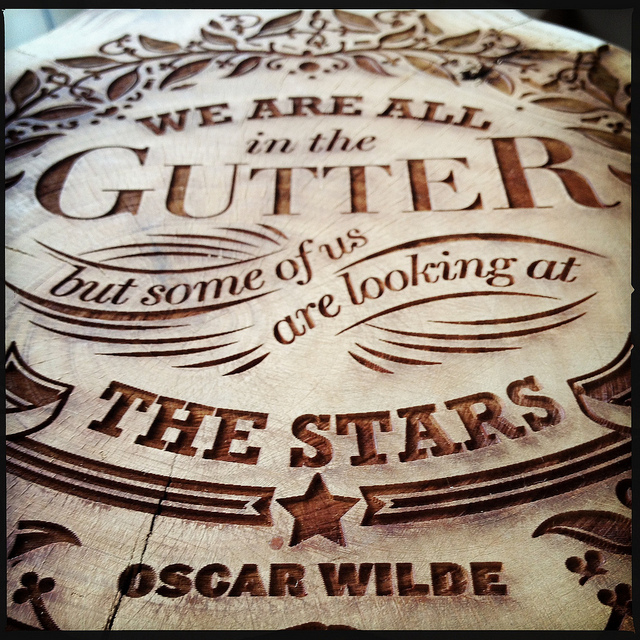 WE ARE ALL
in the
GUTTER
but some of us
are looking at
THE STARS
OSCAR WILDE